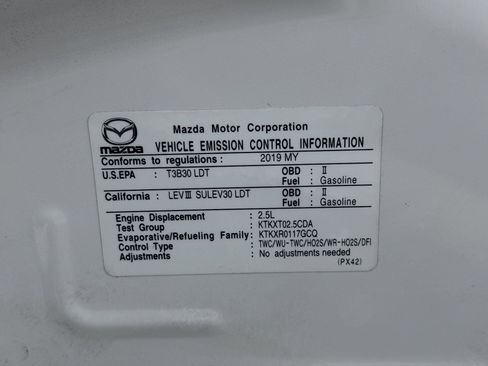 Mazda Motor Corporation
mazda VEHICLE EMISSION CONTROL INFORMATION
Conforms to regulations : 2019 MY
U.S.EPA : T3B30 LDT OBD : II
Fuel : Gasoline
California : LEVⅢ SULEV30 LDT OBD : II
Fuel : Gasoline
Engine Displacement : 2.5L
Test Group : KTKXT02.5CDA
Evaporative/Refueling Family: KTKXR0117GCQ
Control Type : TWC/WU-TWC/HO2S/WR-HO2S/DFI
Adjustments : No adjustments needed
(PX42)